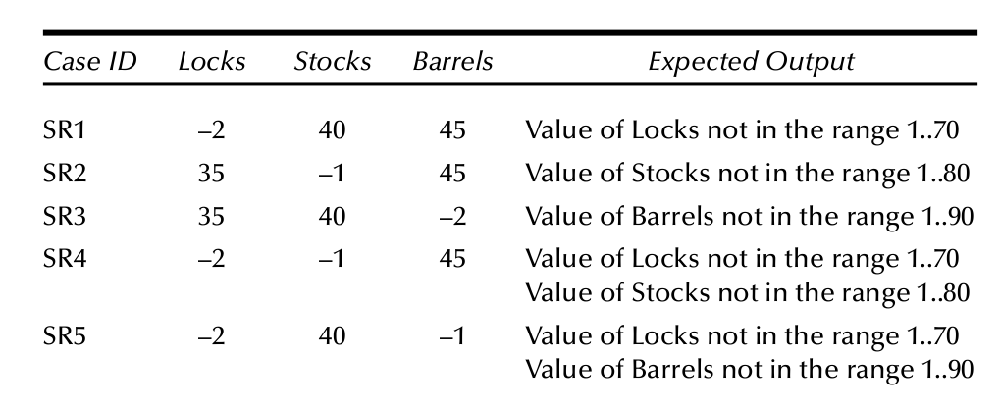 Case ID Locks Stocks Barrels Expected Output
SR1 –2 40 45 Value of Locks not in the range 1..70
SR2 35 –1 45 Value of Stocks not in the range 1..80
SR3 35 40 –2 Value of Barrels not in the range 1..90
SR4 –2 –1 45 Value of Locks not in the range 1..70
Value of Stocks not in the range 1..80
SR5 –2 40 –1 Value of Locks not in the range 1..70
Value of Barrels not in the range 1..90